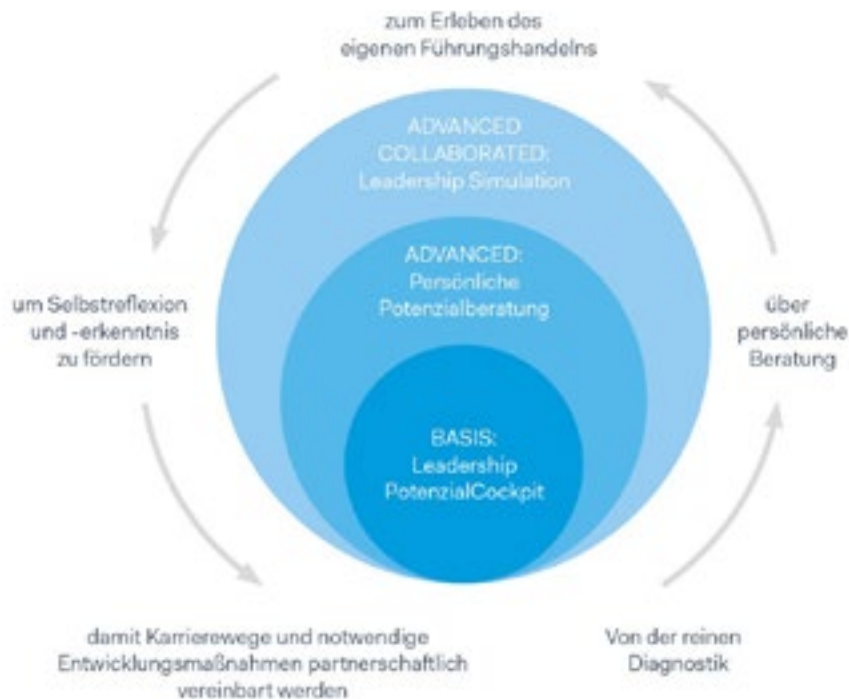 zum Erleben des
eigenen Führungshandelns
ADVANCED
COLLABORATED:
Leadership Simulation
ADVANCED:
Persönliche
Potenzialberatung
um Selbstreflexion
und -erkenntnis
zu fördern
über
persönliche
Beratung
BASIS:
Leadership
PotenzialCockpit
damit Karrierewege und notwendige
Entwicklungsmaßnahmen partnerschaftlich
vereinbart werden
Von der reinen
Diagnostik